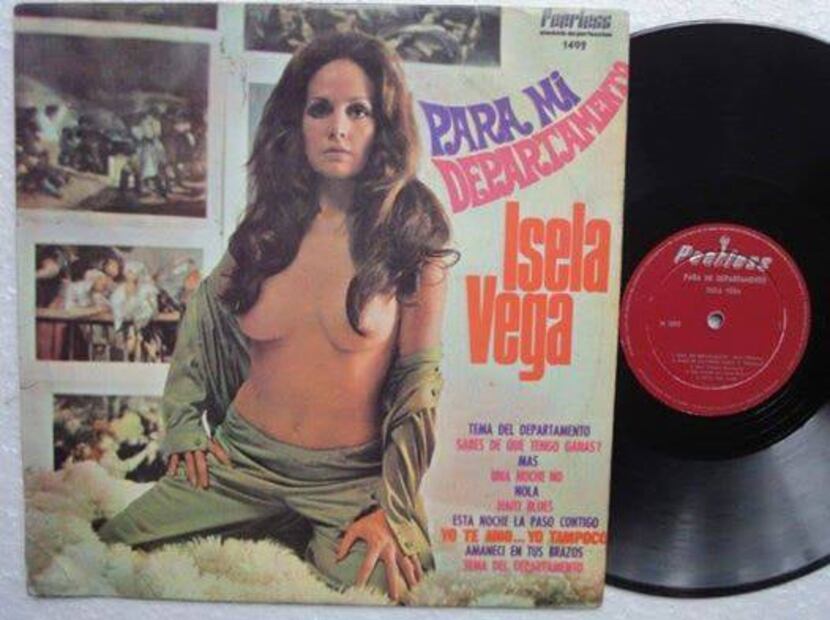 Peerless
1492
PARA MI
DEPARTAMENTO
Isela
Vega
TEMA DEL DEPARTAMENTO
SABES DE QUE TENGO GANAS?
MAS
UNA NOCHE NO
NOLA
BLUES
ESTA NOCHE LA PASO CONTIGO
YO TE AMO...YO TAMPOCO
AMANECI EN TUS BRAZOS
TEMA DEL DEPARTAMENTO
Peerless
PARA MI DEPARTAMENTO
ISELA VEGA